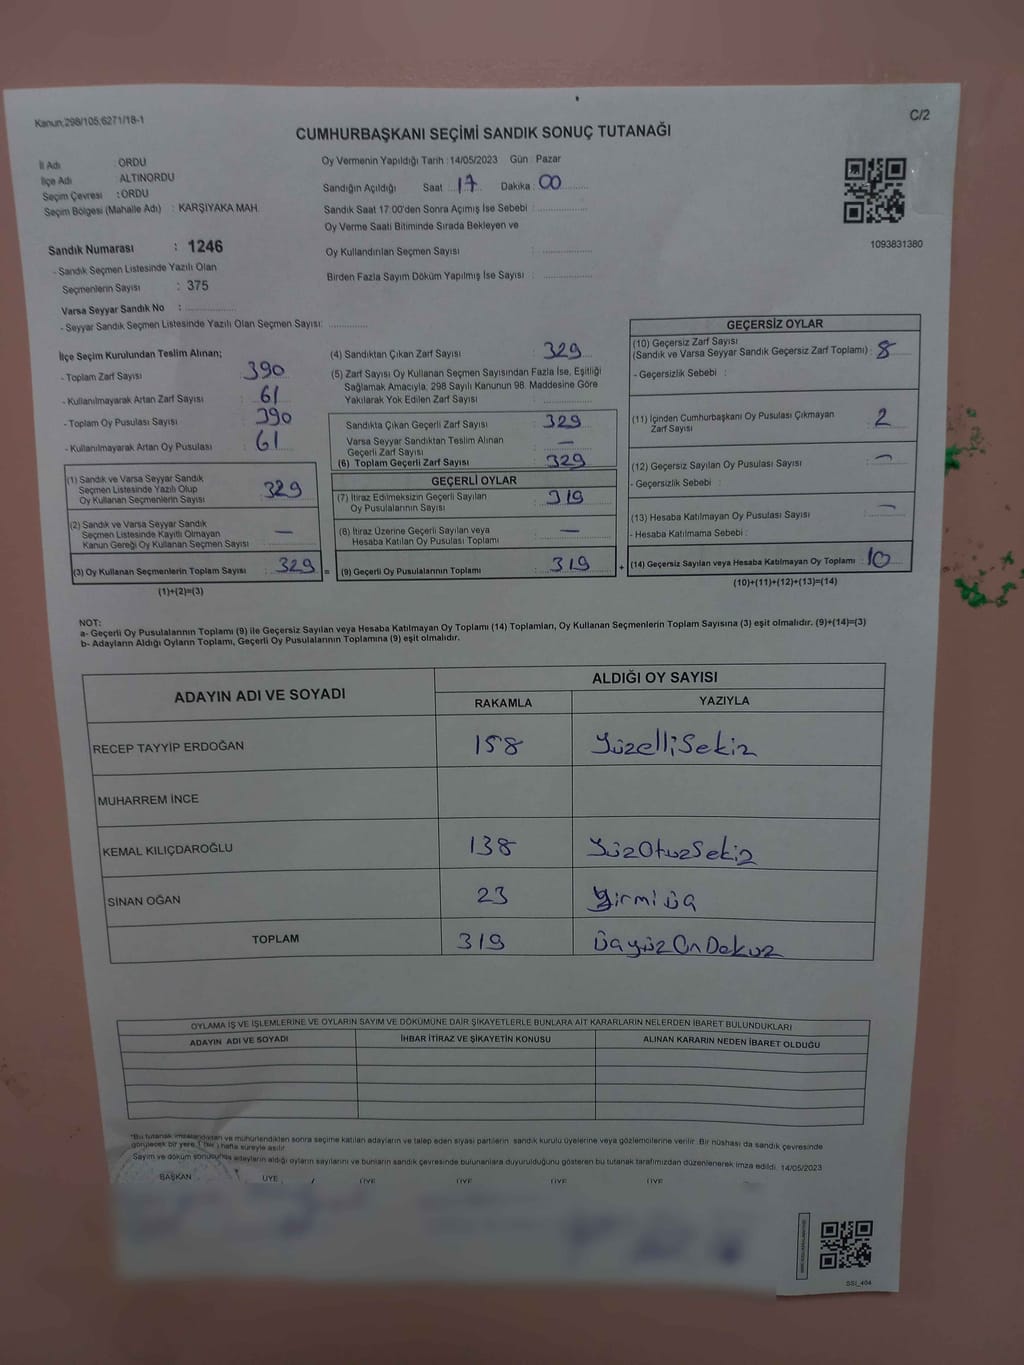 Kanun:298/105;6271/18-1
C/2
CUMHURBAŞKANI SEÇİMİ SANDIK SONUÇ TUTANAĞI
İl Adı : ORDU
İlçe Adı : ALTINORDU
Seçim Çevresi : ORDU
Seçim Bölgesi (Mahalle Adı) : KARŞIYAKA MAH.
Sandık Numarası : 1246
- Sandık Seçmen Listesinde Yazılı Olan
Seçmenlerin Sayısı : 375
Varsa Seyyar Sandık No : ................
- Seyyar Sandık Seçmen Listesinde Yazılı Olan Seçmen Sayısı: ............
Oy Vermenin Yapıldığı Tarih : 14/05/2023 Gün : Pazar
Sandığın Açıldığı Saat : 17 Dakika : 00
Sandık Saat 17:00'den Sonra Açımış İse Sebebi : ................
Oy Verme Saati Bitiminde Sırada Bekleyen ve
Oy Kullandırılan Seçmen Sayısı : ................
Birden Fazla Sayım Döküm Yapılmış İse Sayısı : ................
1093831380
İlçe Seçim Kurulundan Teslim Alınan;
- Toplam Zarf Sayısı : 390
- Kullanılmayarak Artan Zarf Sayısı : 61
- Toplam Oy Pusulası Sayısı : 390
- Kullanılmayarak Artan Oy Pusulası : 61
(1) Sandık ve Varsa Seyyar Sandık
Seçmen Listesinde Yazılı Olup
Oy Kullanan Seçmenlerin Sayısı : 329
(2) Sandık ve Varsa Seyyar Sandık
Seçmen Listesinde Kayıtlı Olmayan
Kanun Gereği Oy Kullanan Seçmen Sayısı : —
(3) Oy Kullanan Seçmenlerin Toplam Sayısı : 329 =
(1)+(2)=(3)
(4) Sandıktan Çıkan Zarf Sayısı : 329
(5) Zarf Sayısı Oy Kullanan Seçmen Sayısından Fazla İse, Eşitliği
Sağlamak Amacıyla, 298 Sayılı Kanunun 98. Maddesine Göre
Yakılarak Yok Edilen Zarf Sayısı : ................
Sandıkta Çıkan Geçerli Zarf Sayısı : 329
Varsa Seyyar Sandıktan Teslim Alınan
Geçerli Zarf Sayısı : —
(6) Toplam Geçerli Zarf Sayısı : 329
GEÇERLİ OYLAR
(7) İtiraz Edilmeksizin Geçerli Sayılan
Oy Pusulalarının Sayısı : 319
(8) İtiraz Üzerine Geçerli Sayılan veya
Hesaba Katılan Oy Pusulası Toplamı : —
(9) Geçerli Oy Pusulalarının Toplamı : 319 +
GEÇERSİZ OYLAR
(10) Geçersiz Zarf Sayısı
(Sandık ve Varsa Seyyar Sandık Geçersiz Zarf Toplamı) : 8
- Geçersizlik Sebebi :
(11) İçinden Cumhurbaşkanı Oy Pusulası Çıkmayan
Zarf Sayısı : 2
(12) Geçersiz Sayılan Oy Pusulası Sayısı : —
- Geçersizlik Sebebi :
(13) Hesaba Katılmayan Oy Pusulası Sayısı : —
- Hesaba Katılmama Sebebi :
(14) Geçersiz Sayılan veya Hesaba Katılmayan Oy Toplamı : 10
(10)+(11)+(12)+(13)=(14)
NOT:
a- Geçerli Oy Pusulalarının Toplamı (9) ile Geçersiz Sayılan veya Hesaba Katılmayan Oy Toplamı (14) Toplamları, Oy Kullanan Seçmenlerin Toplam Sayısına (3) eşit olmalıdır. (9)+(14)=(3)
b- Adayların Aldığı Oyların Toplamı, Geçerli Oy Pusulalarının Toplamına (9) eşit olmalıdır.
ADAYIN ADI VE SOYADI
ALDIĞI OY SAYISI
RAKAMLA YAZIYLA
RECEP TAYYİP ERDOĞAN 158 YüzelliSekiz
MUHARREM İNCE
KEMAL KILIÇDAROĞLU 138 YüzOtuzSekiz
SİNAN OĞAN 23 Yirmi üç
TOPLAM 319 üçyüz On Dokuz
OYLAMA İŞ VE İŞLEMLERİNE VE OYLARIN SAYIM VE DÖKÜMÜNE DAİR ŞİKAYETLERLE BUNLARA AİT KARARLARIN NELERDEN İBARET BULUNDUKLARI
ADAYIN ADI VE SOYADI İHBAR İTİRAZ VE ŞİKAYETİN KONUSU ALINAN KARARIN NEDEN İBARET OLDUĞU
*Bu tutanak imzalandıktan ve mühürlendikten sonra seçime katılan adayların ve talep eden siyasi partilerin sandık kurulu üyelerine veya gözlemcilerine verilir. Bir nüshası da sandık çevresinde
görülecek bir yere 1 (bir) hafta süreyle asılır.
Sayım ve döküm sonucunda adayların aldığı oyların sayılarını ve bunların sandık çevresinde bulunanlara duyurulduğunu gösteren bu tutanak tarafımızdan düzenlenerek imza edildi. 14/05/2023
BAŞKAN ÜYE ÜYE ÜYE ÜYE ÜYE
SSİ_404